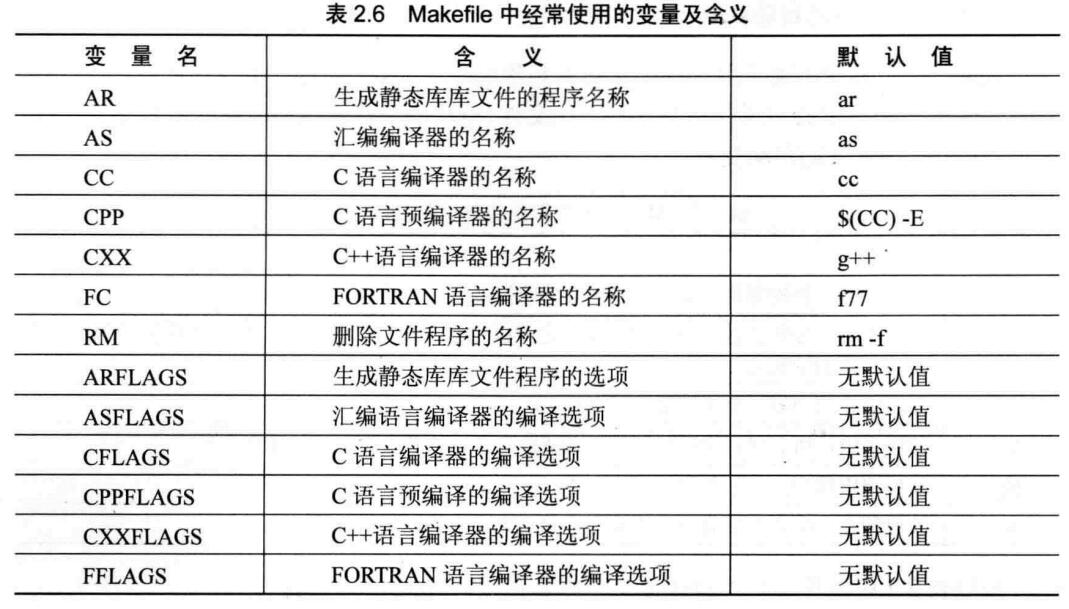 表 2.6 Makefile 中经常使用的变量及含义
变 量 名 含 义 默 认 值
AR 生成静态库库文件的程序名称 ar
AS 汇编编译器的名称 as
CC C 语言编译器的名称 cc
CPP C 语言预编译器的名称 $(CC) -E
CXX C++语言编译器的名称 g++
FC FORTRAN 语言编译器的名称 f77
RM 删除文件程序的名称 rm -f
ARFLAGS 生成静态库库文件程序的选项 无默认值
ASFLAGS 汇编语言编译器的编译选项 无默认值
CFLAGS C 语言编译器的编译选项 无默认值
CPPFLAGS C 语言预编译的编译选项 无默认值
CXXFLAGS C++语言编译器的编译选项 无默认值
FFLAGS FORTRAN 语言编译器的编译选项 无默认值